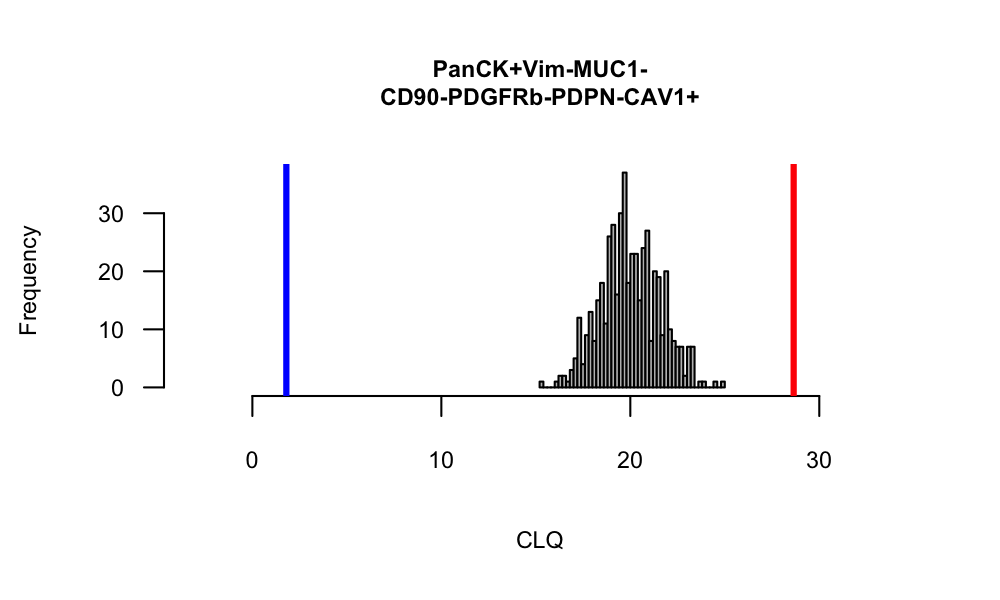 PanCK+Vim-MUC1-
CD90-PDGFRb-PDPN-CAV1+
Frequency
30
20
10
0
0 10 20 30
CLQ